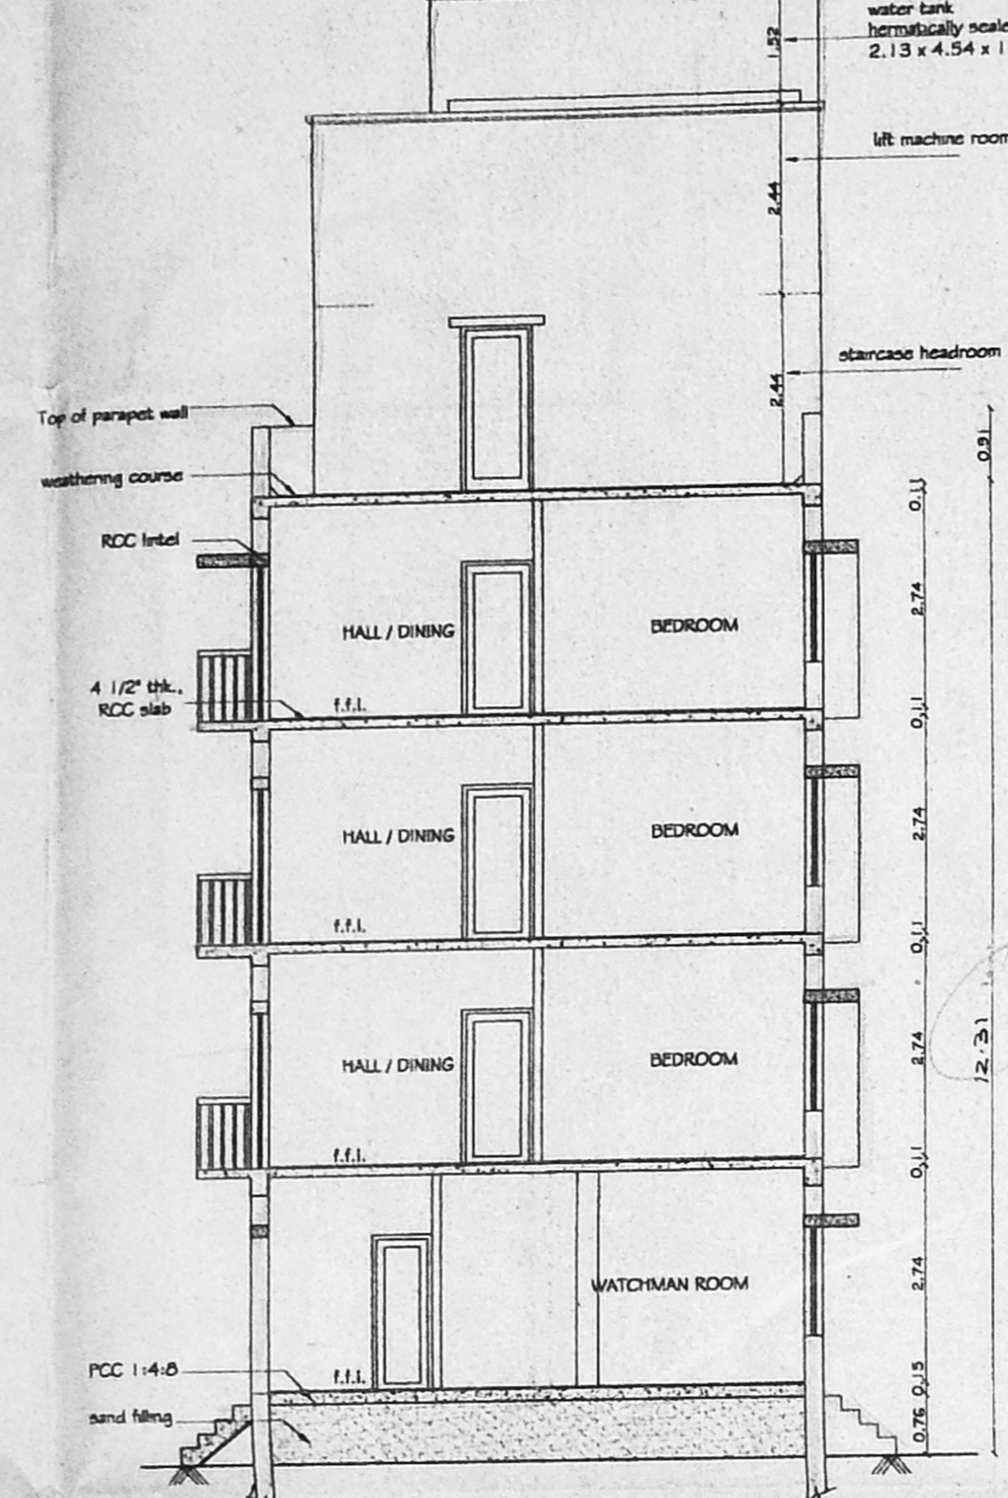 water tank
hermatically seale
2.13 x 4.54 x 1
1.52
lift machine room
2.44
staircase headroom
2.44
Top of parapet wall
0.91
weathering course
0.11
RCC lintel
2.74
HALL / DINING
BEDROOM
4 1/2" thk.,
RCC slab
f.f.l.
0.11
HALL / DINING
BEDROOM
2.74
f.f.l.
0.11
HALL / DINING
BEDROOM
2.74
12.31
f.f.l.
0.11
WATCHMAN ROOM
2.74
PCC 1:4:8
f.f.l.
0.15
sand filling
0.76